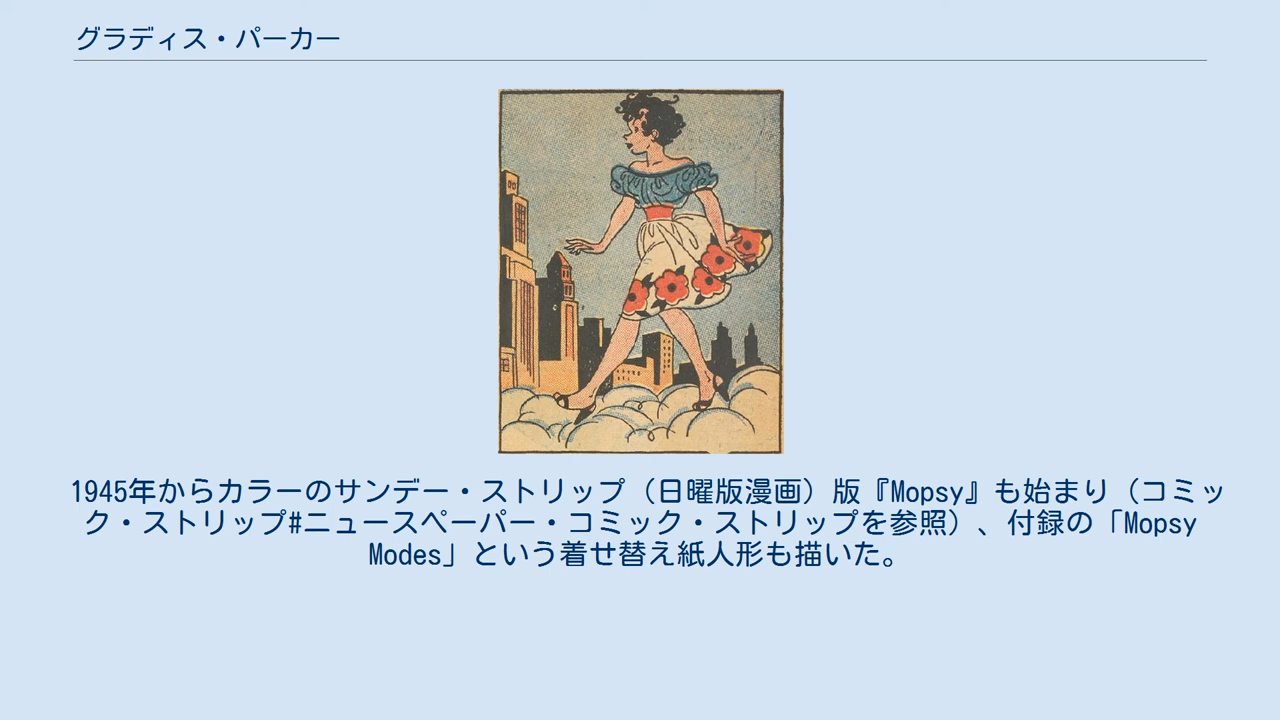 グラディス・パーカー
1945年からカラーのサンデー・ストリップ（日曜版漫画）版『Mopsy』も始まり（コミッ
ク・ストリップ#ニュースペーパー・コミック・ストリップを参照）、付録の「Mopsy
Modes」という着せ替え紙人形も描いた。